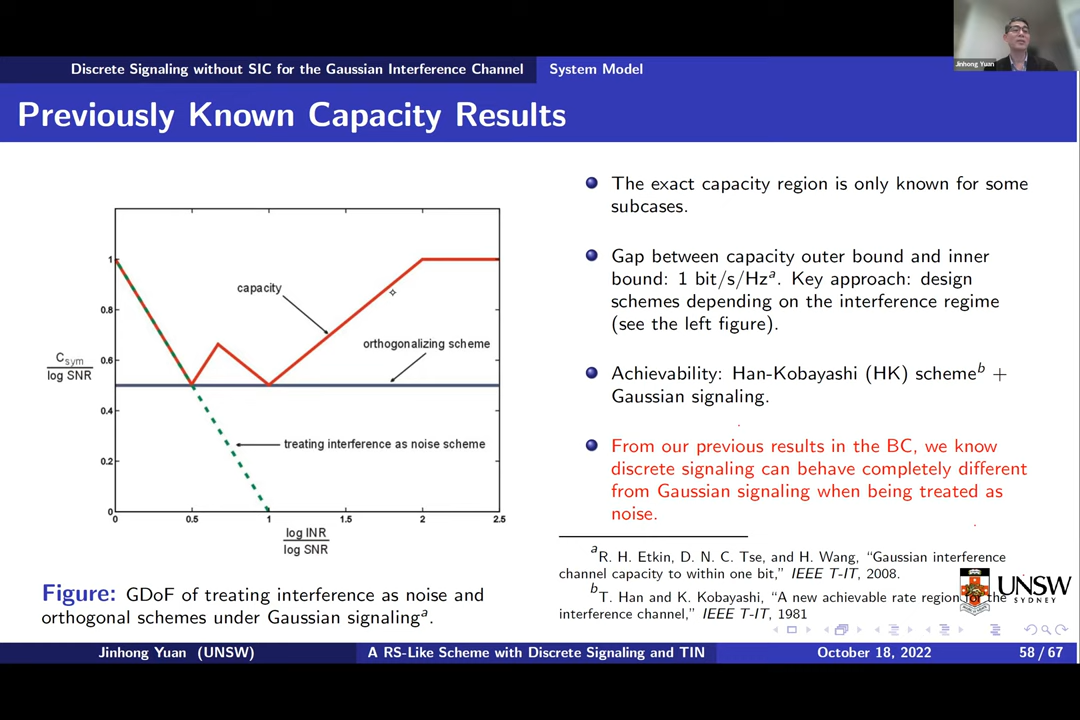 Jinhong Yuan
Discrete Signaling without SIC for the Gaussian Interference Channel
System Model
Previously Known Capacity Results
1
0.8
0.6
0.4
0.2
0
0
0.5
1
1.5
2
2.5
C_sym
log SNR
log INR
log SNR
capacity
orthogonalizing scheme
treating interference as noise scheme
Figure: GDoF of treating interference as noise and
orthogonal schemes under Gaussian signaling^a.
The exact capacity region is only known for some
subcases.
Gap between capacity outer bound and inner
bound: 1 bit/s/Hz^a. Key approach: design
schemes depending on the interference regime
(see the left figure).
Achievability: Han-Kobayashi (HK) scheme^b +
Gaussian signaling.
From our previous results in the BC, we know
discrete signaling can behave completely different
from Gaussian signaling when being treated as
noise.
^a R. H. Etkin, D. N. C. Tse, and H. Wang, “Gaussian interference
channel capacity to within one bit,” IEEE T-IT, 2008.
^b T. Han and K. Kobayashi, “A new achievable rate region for the
interference channel,” IEEE T-IT, 1981
UNSW
SYDNEY
Jinhong Yuan (UNSW)
A RS-Like Scheme with Discrete Signaling and TIN
October 18, 2022
58 / 67